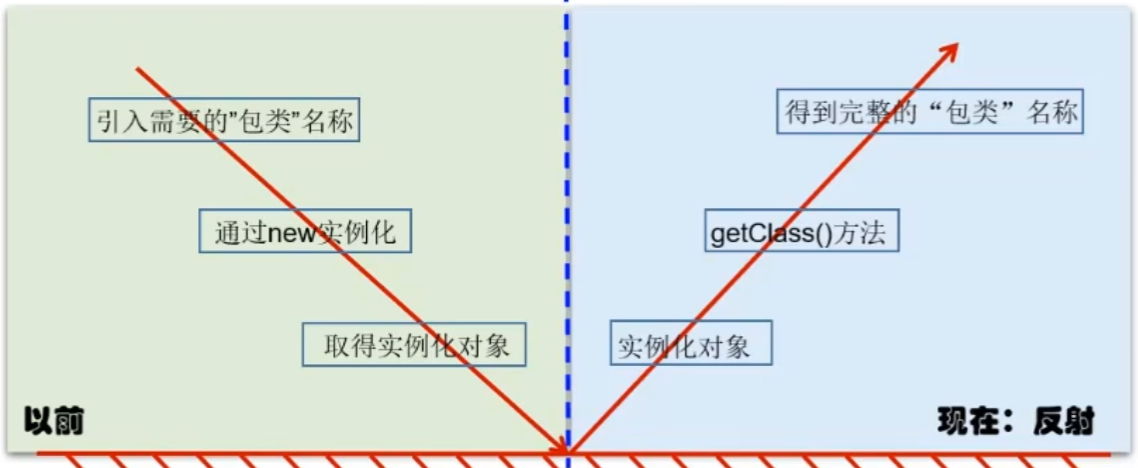 引入需要的”包类”名称
通过new实例化
取得实例化对象
以前
得到完整的“包类”名称
getClass()方法
实例化对象
现在：反射